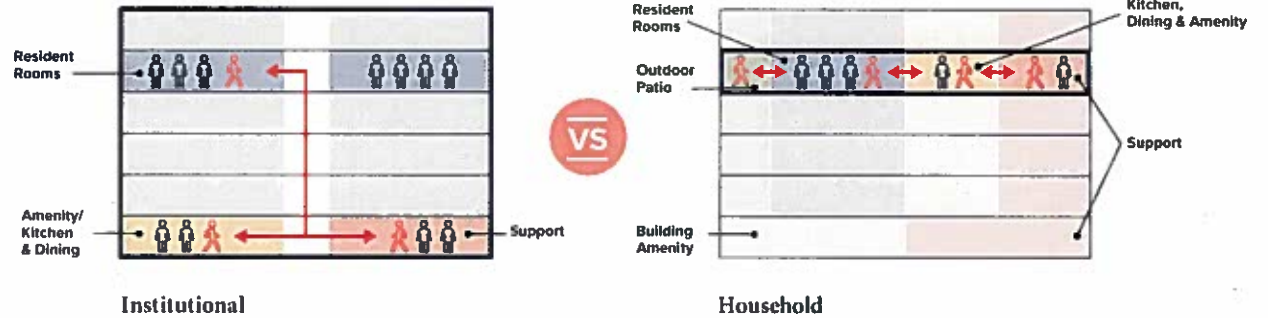 Resident
Rooms
Amenity/
Kitchen
& Dining
Support
Institutional
VS
Resident
Rooms
Outdoor
Patio
Building
Amenity
Kitchen,
Dining & Amenity
Support
Household